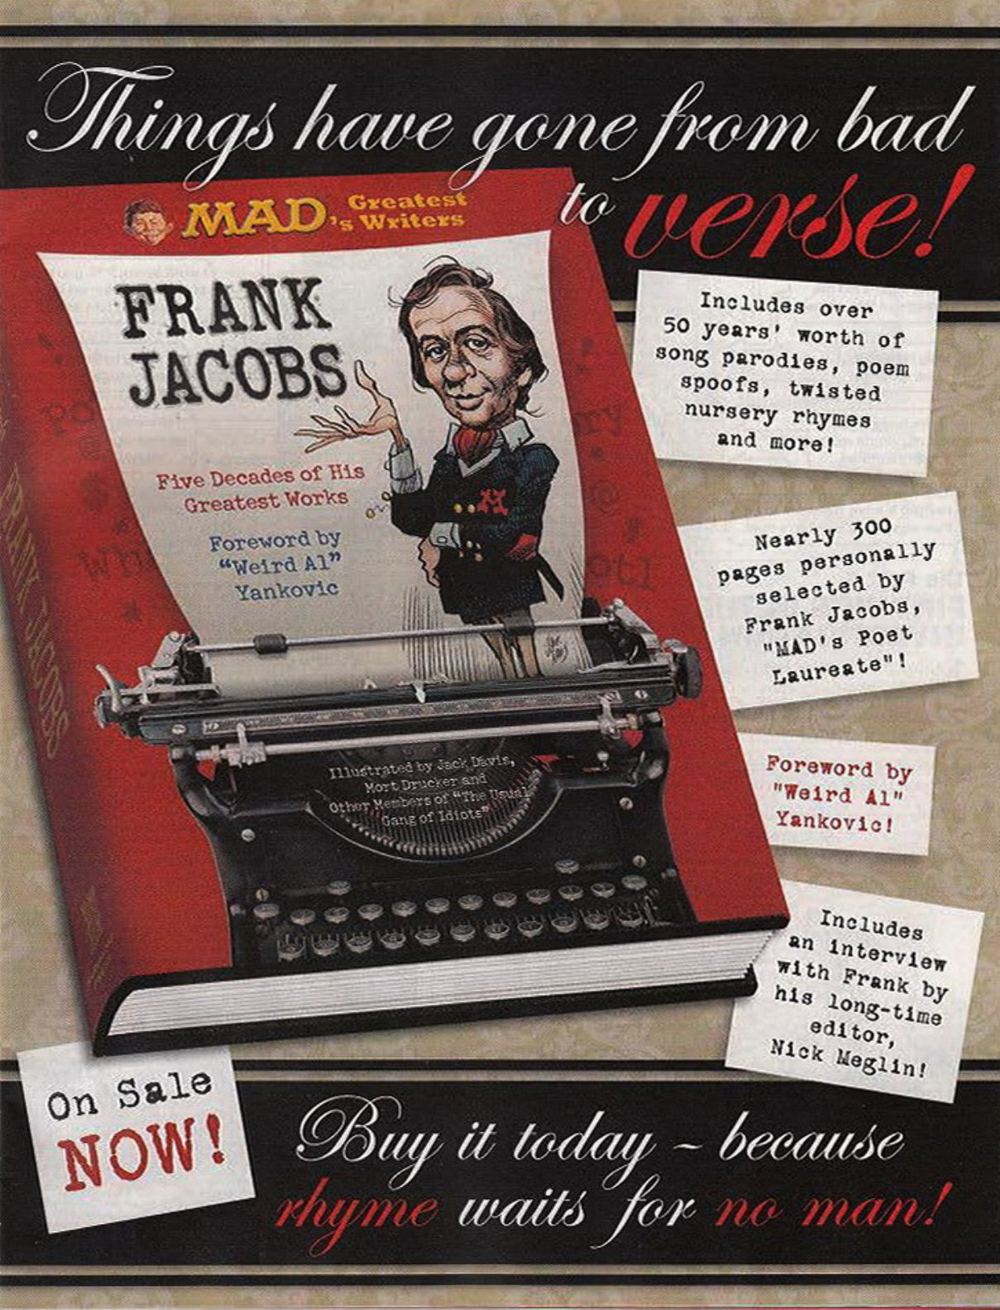 Things have gone from bad
to verse!
MAD's Greatest
Writers
FRANK
JACOBS
Five Decades of His
Greatest Works
Foreword by
"Weird Al"
Yankovic
Illustrated by Jack Davis,
Mort Drucker and
Other Members of "The Usual
Gang of Idiots"
FRANK JACOBS
Includes over
50 years' worth of
song parodies, poem
spoofs, twisted
nursery rhymes
and more!
Nearly 300
pages personally
selected by
Frank Jacobs,
"MAD's Poet
Laureate"!
Foreword by
"Weird Al"
Yankovic!
Includes
an interview
with Frank by
his long-time
editor,
Nick Meglin!
On Sale
NOW!
Buy it today ~ because
rhyme waits for no man!